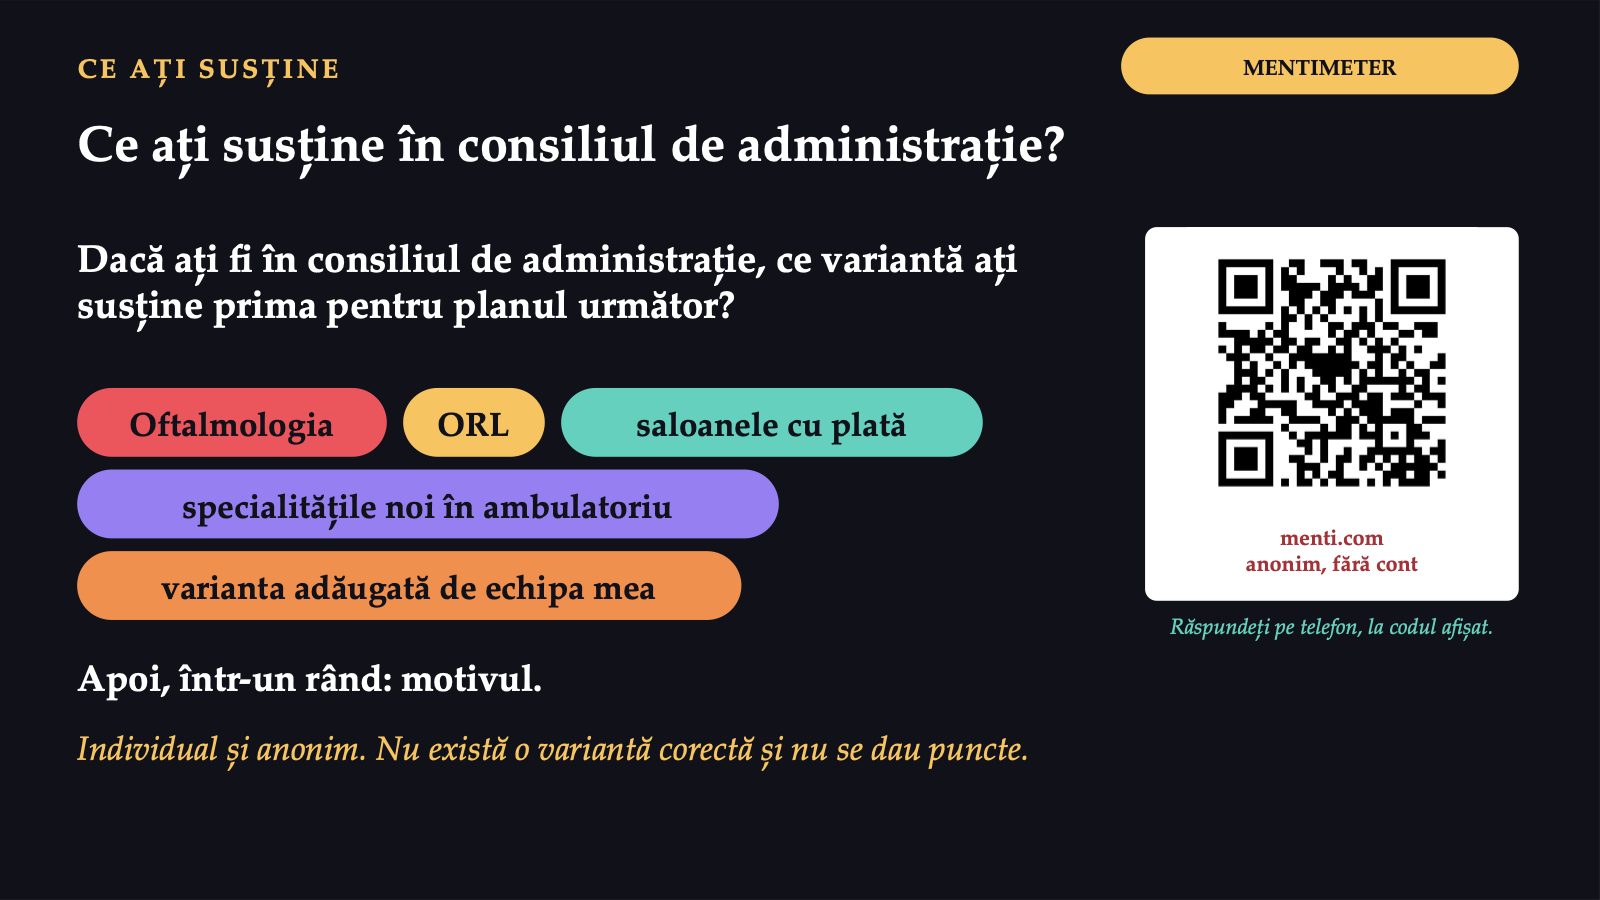 CE AȚI SUSȚINE
MENTIMETER
Ce ați susține în consiliul de administrație?
Dacă ați fi în consiliul de administrație, ce variantă ați
susține prima pentru planul următor?
Oftalmologia
ORL
saloanele cu plată
specialitățile noi în ambulatoriu
varianta adăugată de echipa mea
Apoi, într-un rând: motivul.
Individual și anonim. Nu există o variantă corectă și nu se dau puncte.
menti.com
anonim, fără cont
Răspundeți pe telefon, la codul afișat.